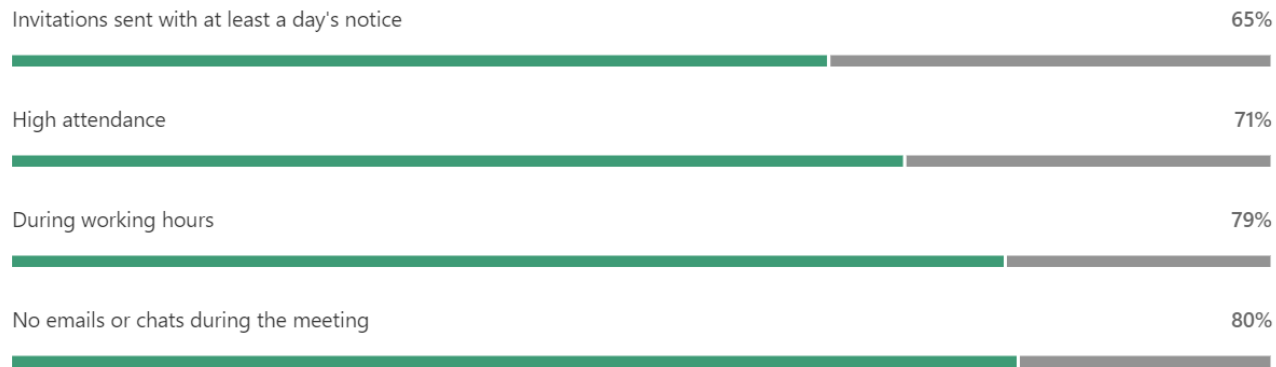 Invitations sent with at least a day's notice 65%
High attendance 71%
During working hours 79%
No emails or chats during the meeting 80%